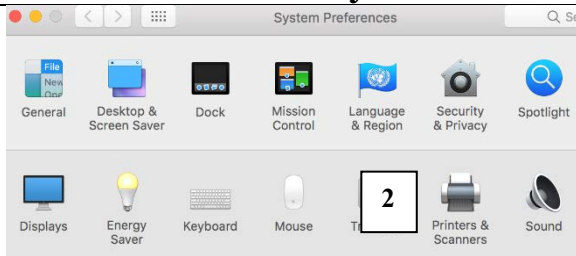 System Preferences
Q Se
File
New
General
Desktop &
Screen Saver
Dock
Mission
Control
Language
& Region
Security
& Privacy
Spotlight
2
Displays
Energy
Saver
Keyboard
Mouse
Printers &
Scanners
Sound